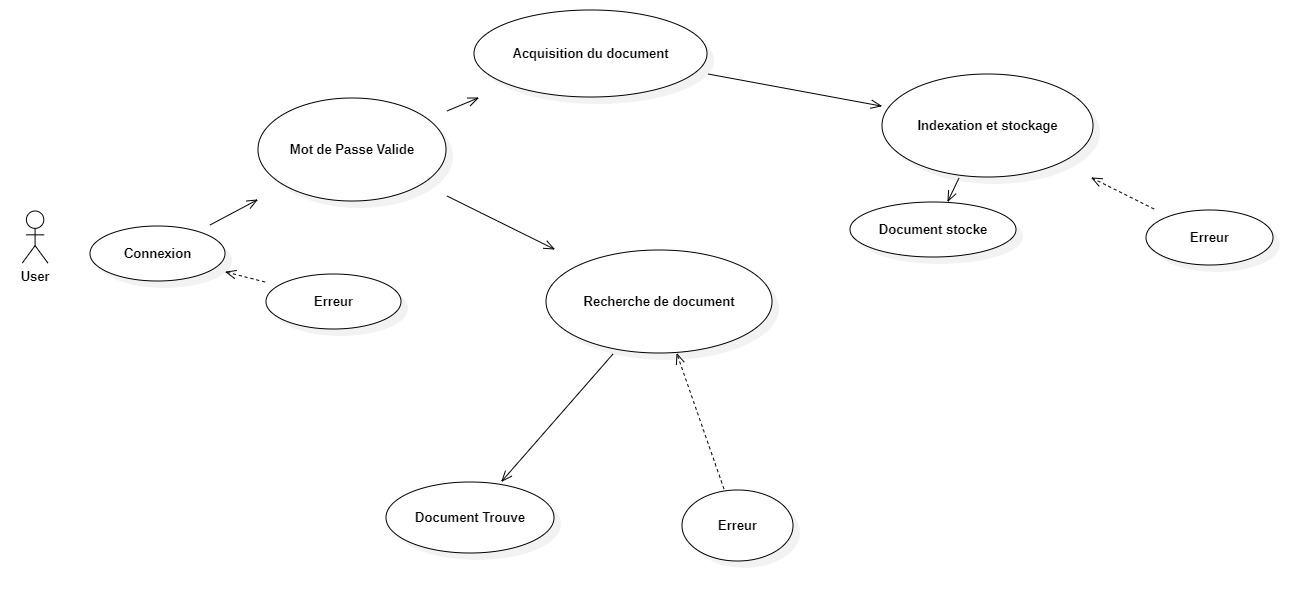 Acquisition du document
Indexation et stockage
Mot de Passe Valide
Document stocke
Erreur
User
Connexion
Erreur
Recherche de document
Document Trouve
Erreur